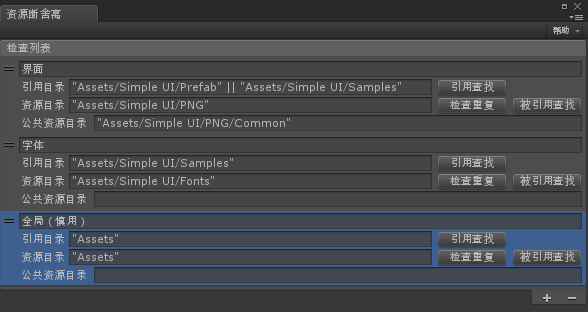 资源断舍离
帮助
检查列表
界面
引用目录 "Assets/Simple UI/Prefab" || "Assets/Simple UI/Samples" 引用查找
资源目录 "Assets/Simple UI/PNG" 检查重复 被引用查找
公共资源目录 "Assets/Simple UI/PNG/Common"
字体
引用目录 "Assets/Simple UI/Samples" 引用查找
资源目录 "Assets/Simple UI/Fonts" 检查重复 被引用查找
公共资源目录
全局（慎用）
引用目录 "Assets" 引用查找
资源目录 "Assets" 检查重复 被引用查找
公共资源目录